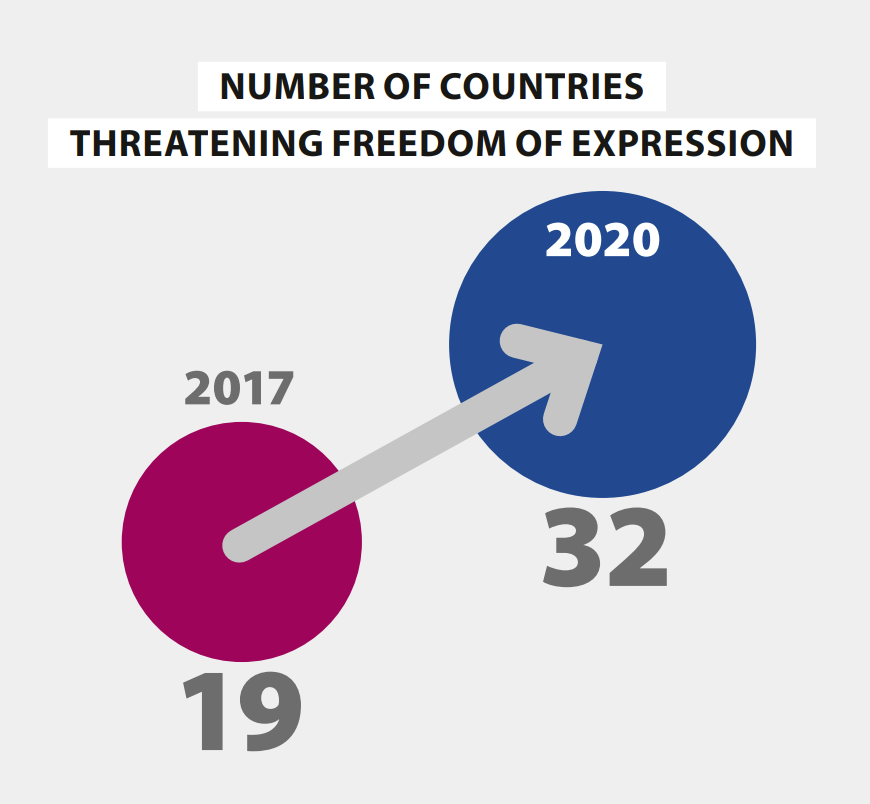 NUMBER OF COUNTRIES
THREATENING FREEDOM OF EXPRESSION
2020
2017
32
19